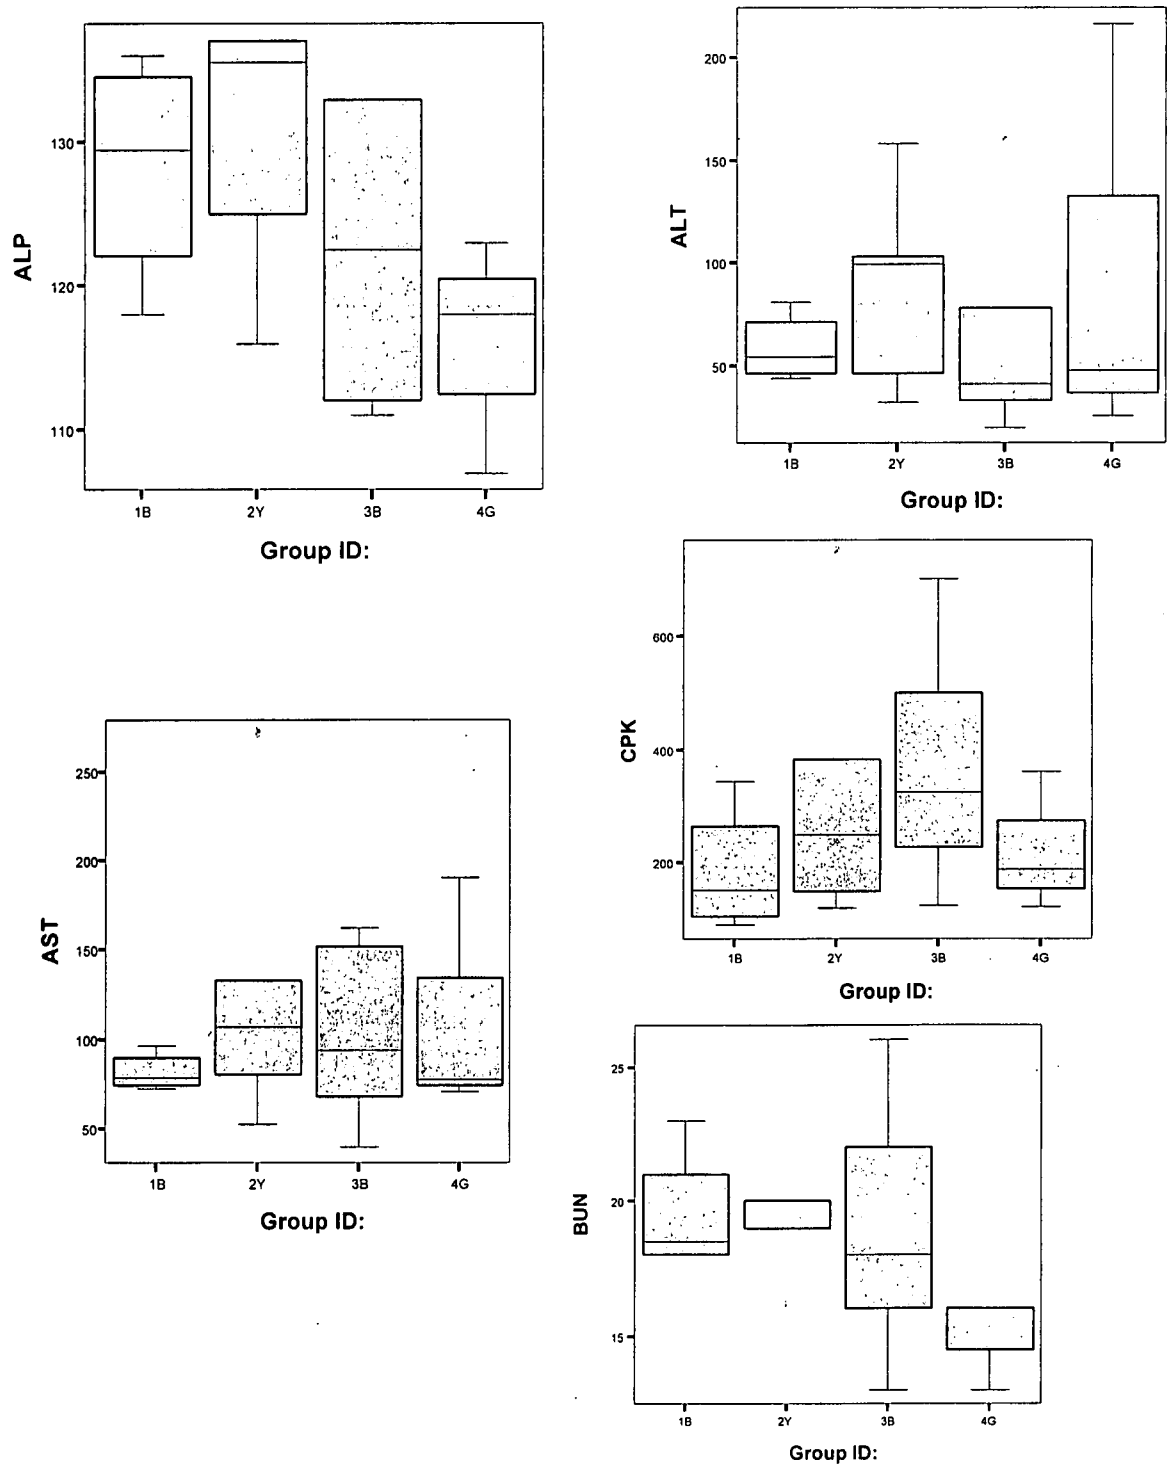 ALP
130
120
110
1B 2Y 3B 4G
Group ID:
ALT
200
150
100
50
1B 2Y 3B 4G
Group ID:
CPK
600
400
200
1B 2Y 3B 4G
Group ID:
AST
250
200
150
100
50
1B 2Y 3B 4G
Group ID:
BUN
25
20
15
1B 2Y 3B 4G
Group ID: